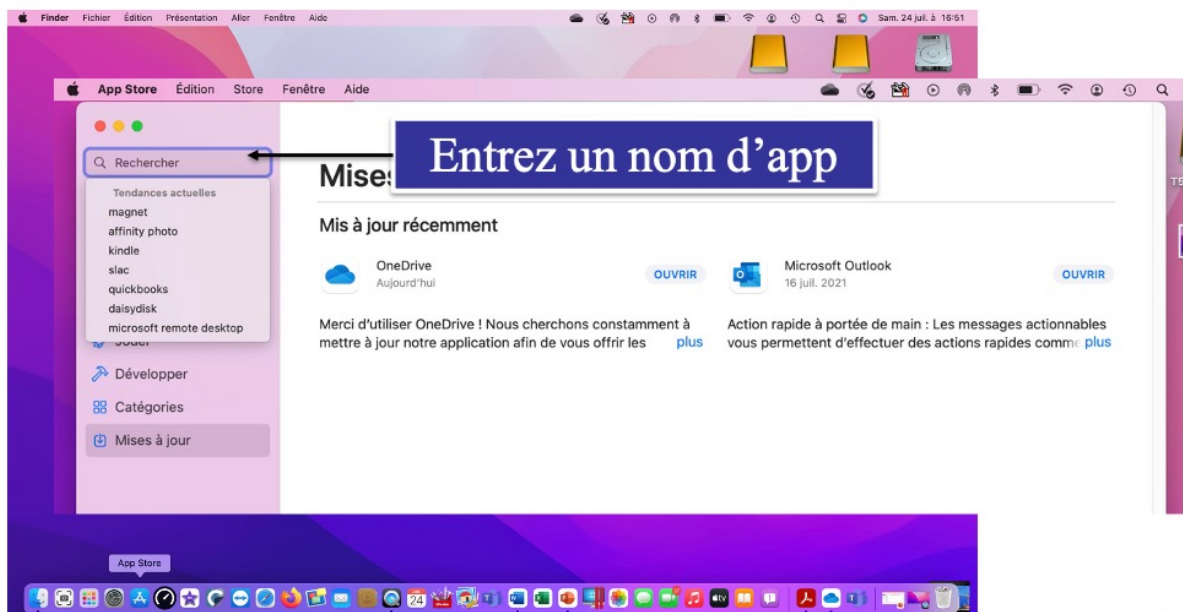 Finder Fichier Édition Présentation Aller Fenêtre Aide Sam. 24 juil. à 16:51
App Store Édition Store Fenêtre Aide
Rechercher
Entrez un nom d’app
Tendances actuelles
magnet
affinity photo
kindle
slac
quickbooks
daisydisk
microsoft remote desktop
Jouer
Développer
Catégories
Mises à jour
Mis à jour récemment
OneDrive
Aujourd'hui
OUVRIR
Merci d'utiliser OneDrive ! Nous cherchons constamment à
mettre à jour notre application afin de vous offrir les plus
Microsoft Outlook
16 juil. 2021
OUVRIR
Action rapide à portée de main : Les messages actionnables
vous permettent d'effectuer des actions rapides comme plus
App Store